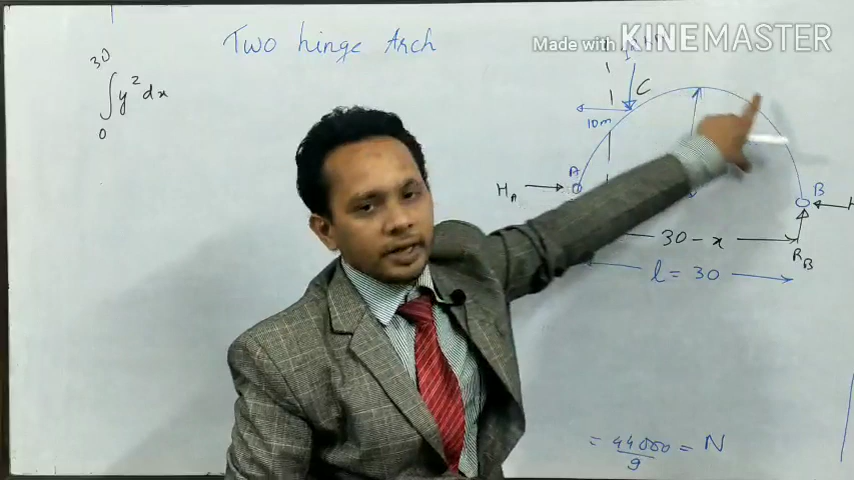 Two hinge Arch
Made with KINEMASTER
30
∫ y² dx
0
C
10m
A
B
H_A
H
30 - x
R_B
l = 30
= 44000/9 = N